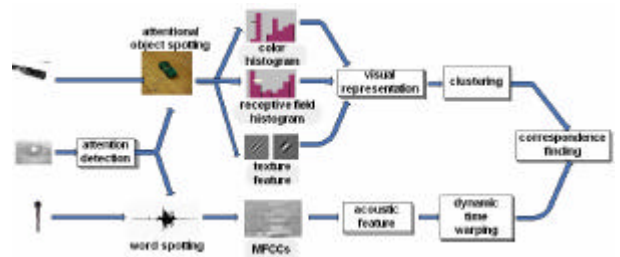 attentional
object spotting
color
histogram
receptive field
histogram
visual
representation
clustering
attention
detection
texture
feature
correspondence
finding
word spotting
MFCCs
acoustic
feature
dynamic
time
warping